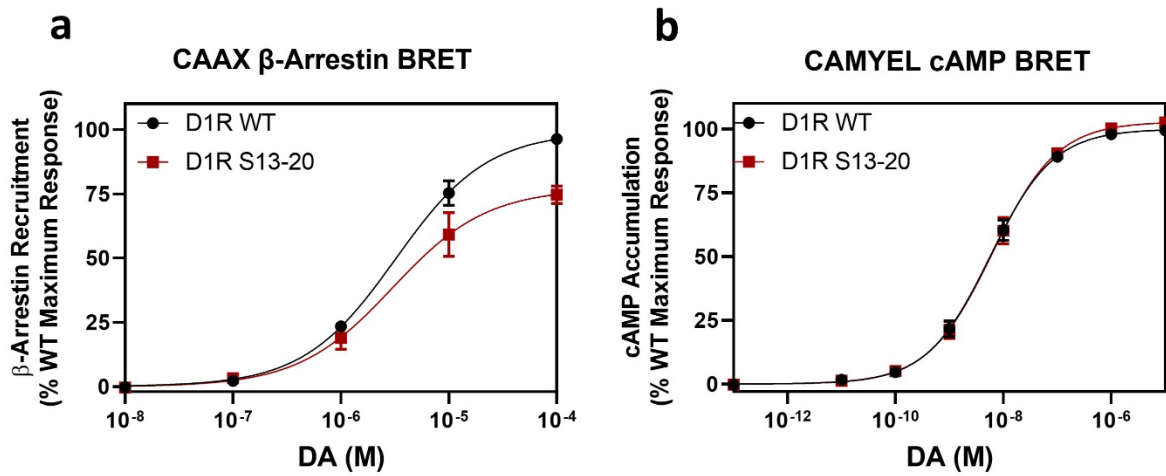 a
CAAX β-Arrestin BRET
β-Arrestin Recruitment
(% WT Maximum Response)
D1R WT
D1R S13-20
100
75
50
25
0
10-8
10-7
10-6
10-5
10-4
DA (M)
b
CAMYEL cAMP BRET
cAMP Accumulation
(% WT Maximum Response)
D1R WT
D1R S13-20
100
75
50
25
0
10-12
10-10
10-8
10-6
DA (M)